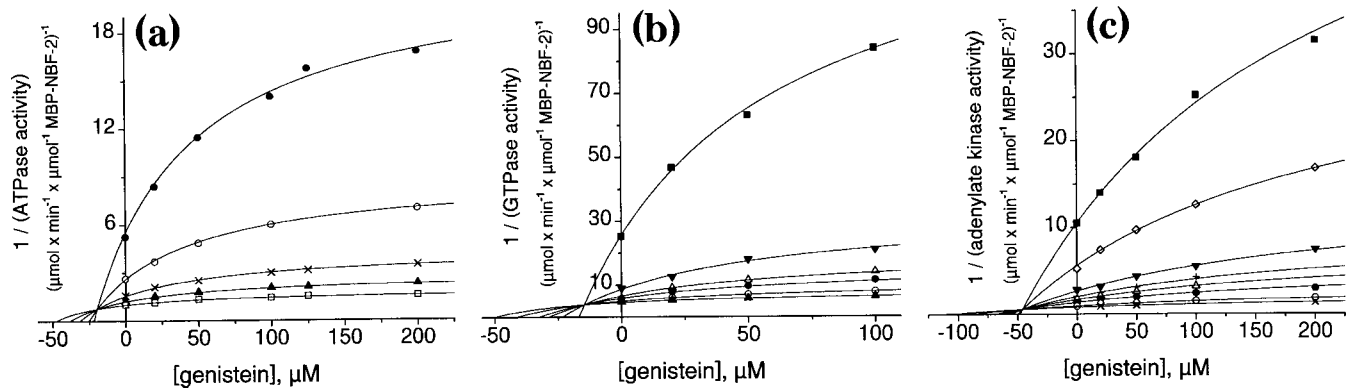 (a)
1 / (ATPase activity)
(μmol x min⁻¹ x μmol⁻¹ MBP-NBF-2)⁻¹
18
12
6
0
-50 0 50 100 150 200
[genistein], μM
(b)
1 / (GTPase activity)
(μmol x min⁻¹ x μmol⁻¹ MBP-NBF-2)⁻¹
90
70
50
30
10
-50 0 50 100
[genistein], μM
(c)
1 / (adenylate kinase activity)
(μmol x min⁻¹ x μmol⁻¹ MBP-NBF-2)⁻¹
30
20
10
0
-100 -50 0 50 100 150 200
[genistein], μM